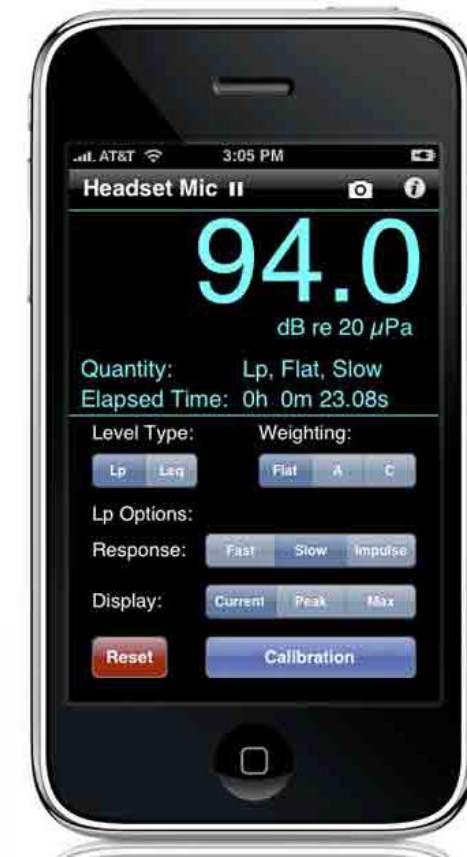 AT&T 3:05 PM
Headset Mic
94.0
dB re 20 µPa
Quantity: Lp, Flat, Slow
Elapsed Time: 0h 0m 23.08s
Level Type: Weighting:
Lp Leq Flat A C
Lp Options:
Response: Fast Slow Impulse
Display: Current Peak Max
Reset Calibration